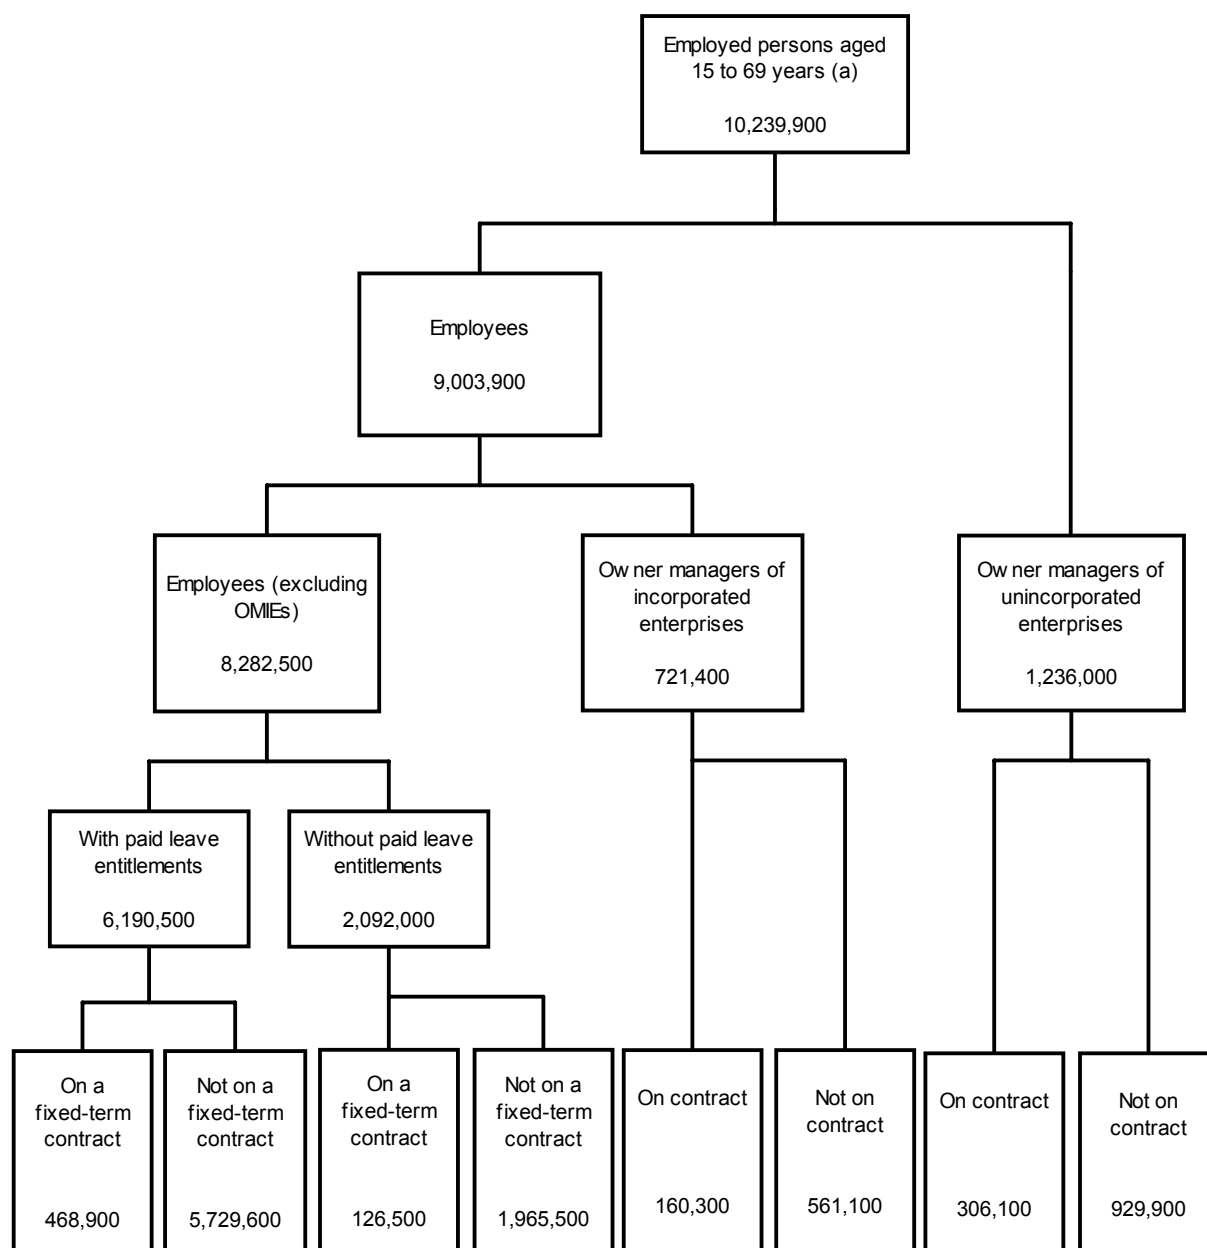 Employed persons aged
15 to 69 years (a)
10,239,900
Employees
9,003,900
Employees (excluding
OMIEs)
8,282,500
Owner managers of
incorporated
enterprises
721,400
Owner managers of
unincorporated
enterprises
1,236,000
With paid leave
entitlements
6,190,500
Without paid leave
entitlements
2,092,000
On a
fixed-term
contract
468,900
Not on a
fixed-term
contract
5,729,600
On a
fixed-term
contract
126,500
Not on a
fixed-term
contract
1,965,500
On contract
160,300
Not on
contract
561,100
On contract
306,100
Not on
contract
929,900